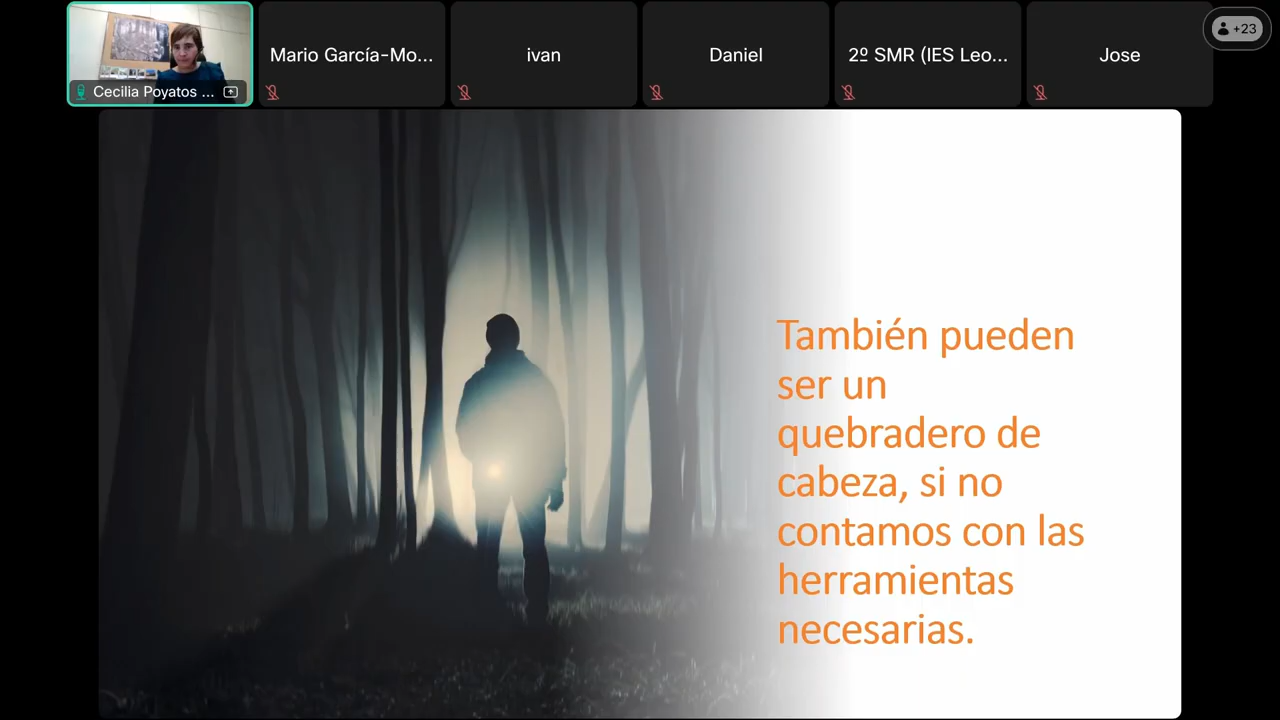 Cecilia Poyatos ...
Mario García-Mo...
ivan
Daniel
2º SMR (IES Leo...
Jose
+23
También pueden
ser un
quebradero de
cabeza, si no
contamos con las
herramientas
necesarias.